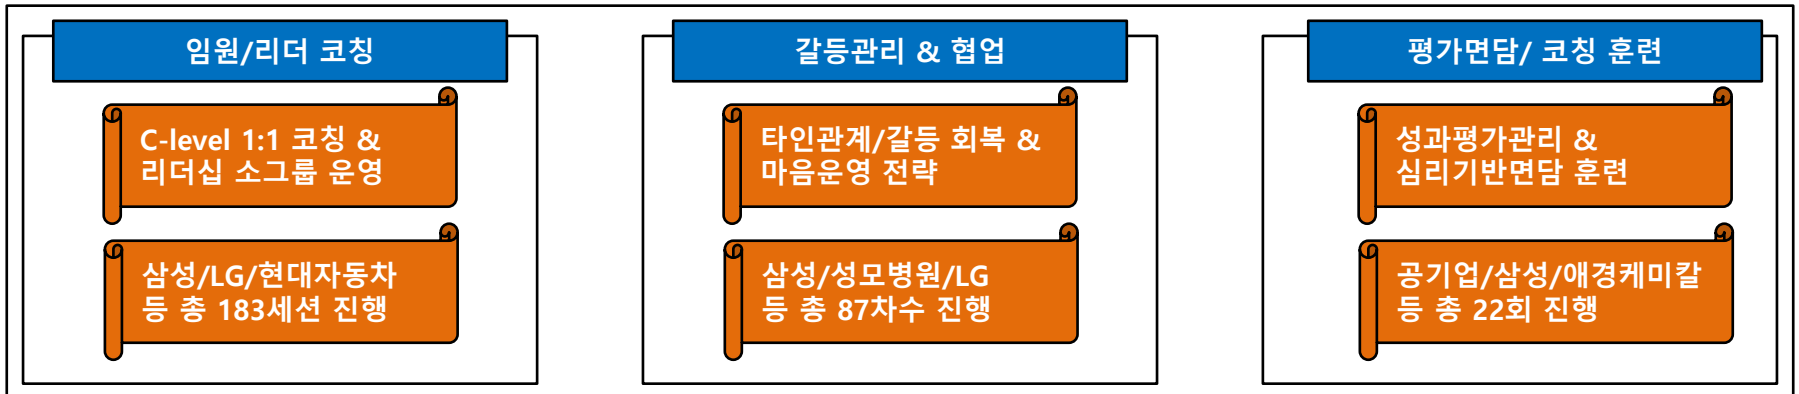 임원/리더 코칭
C-level 1:1 코칭 &
리더십 소그룹 운영
삼성/LG/현대자동차
등 총 183세션 진행
갈등관리 & 협업
타인관계/갈등 회복 &
마음운영 전략
삼성/성모병원/LG
등 총 87차수 진행
평가면담/ 코칭 훈련
성과평가관리 &
심리기반면담 훈련
공기업/삼성/애경케미칼
등 총 22회 진행